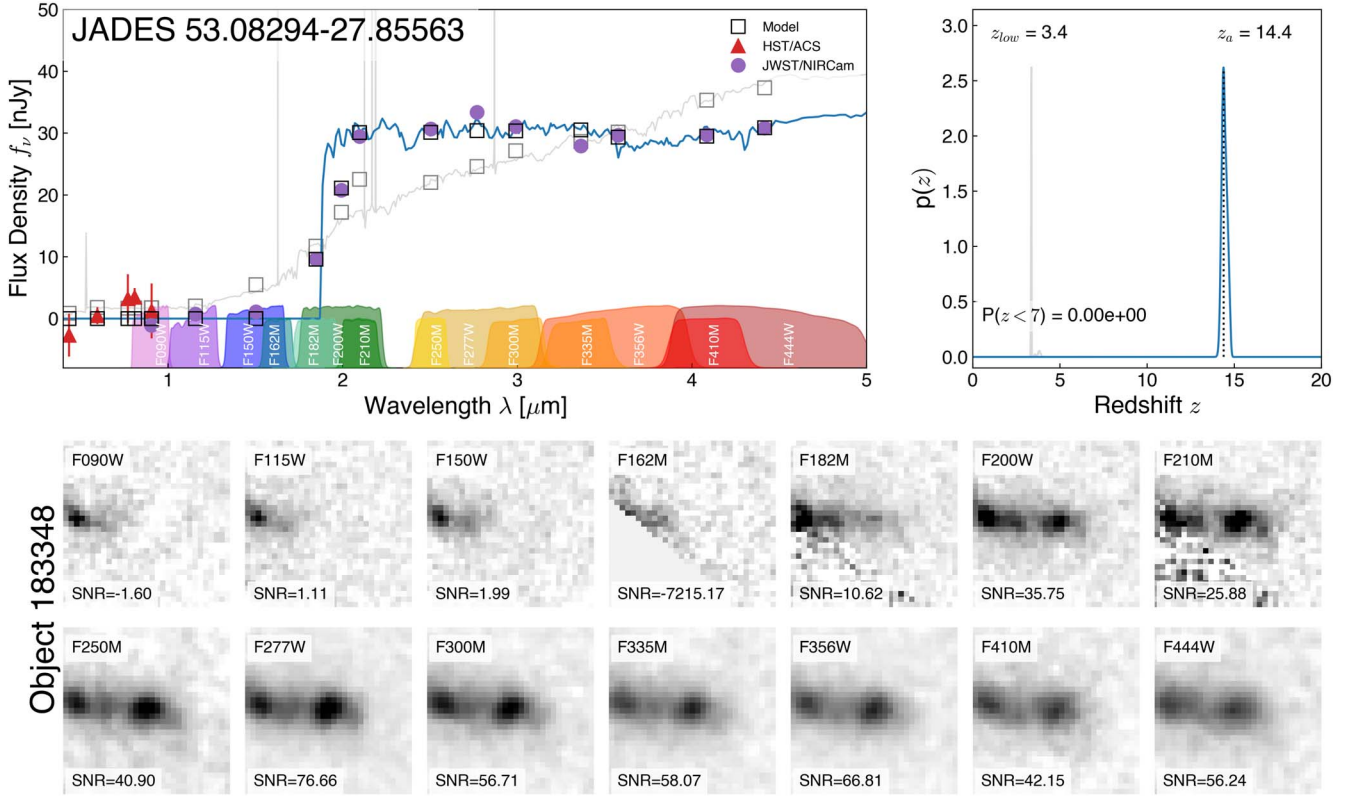 JADES 53.08294-27.85563
Model
HST/ACS
JWST/NIRCam
Flux Density fν [nJy]
50
40
30
20
10
0
F090W
F115W
F150W
F162M
F182M
F200W
F210M
F250M
F277W
F300M
F335M
F356W
F410M
F444W
1 2 3 4 5
Wavelength λ [μm]
zlow = 3.4
za = 14.4
p(z)
3.0
2.5
2.0
1.5
1.0
0.5
0.0
P(z < 7) = 0.00e+00
0 5 10 15 20
Redshift z
Object 183348
F090W
SNR=-1.60
F115W
SNR=1.11
F150W
SNR=1.99
F162M
SNR=-7215.17
F182M
SNR=10.62
F200W
SNR=35.75
F210M
SNR=25.88
F250M
SNR=40.90
F277W
SNR=76.66
F300M
SNR=56.71
F335M
SNR=58.07
F356W
SNR=66.81
F410M
SNR=42.15
F444W
SNR=56.24